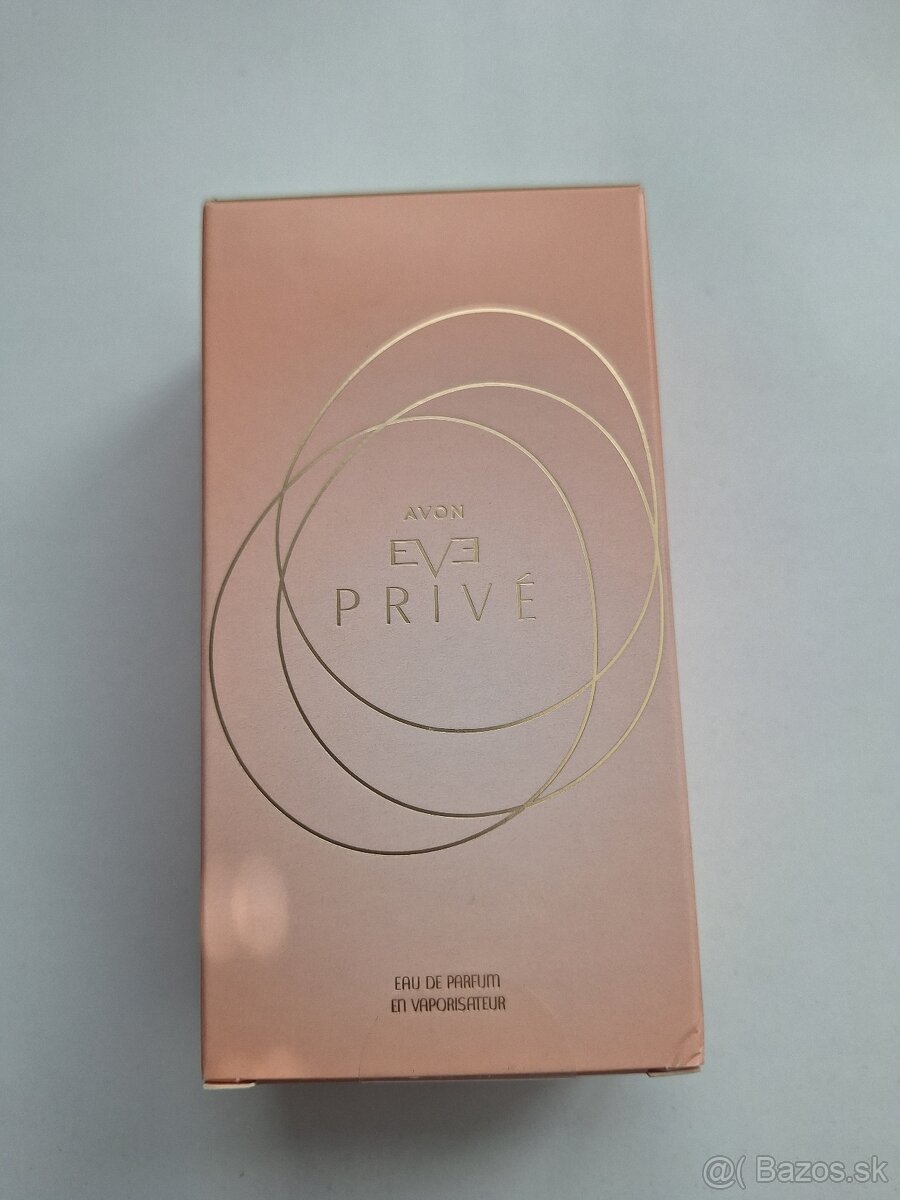 AVON
EVE
PRIVÉ
EAU DE PARFUM
EN VAPORISATEUR
@( Bazos.sk